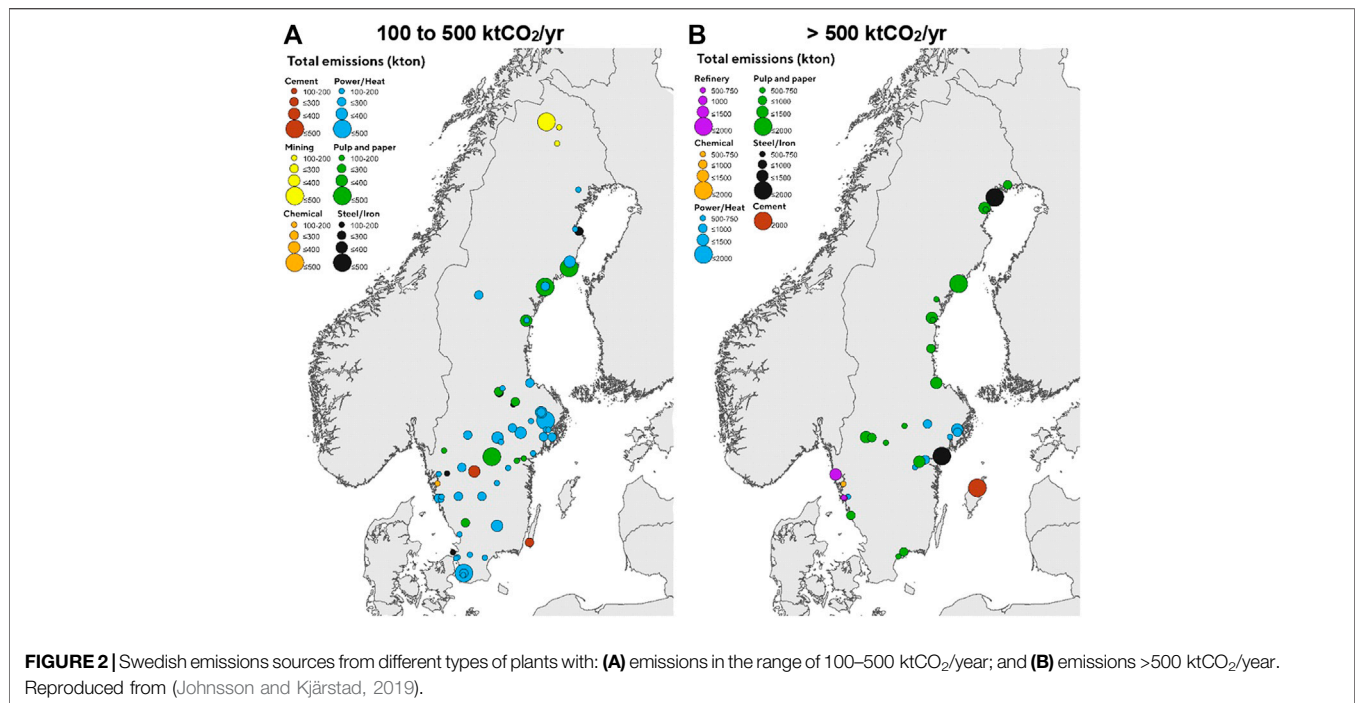 A 100 to 500 ktCO₂/yr
Total emissions (kton)
Cement Power/Heat
100-200 100-200
≤300 ≤300
≤400 ≤400
≤500 ≤500
Mining Pulp and paper
100-200 100-200
≤300 ≤300
≤400 ≤400
≤500 ≤500
Chemical Steel/Iron
100-200 100-200
≤300 ≤300
≤400 ≤400
≤500 ≤500
B > 500 ktCO₂/yr
Total emissions (kton)
Refinery Pulp and paper
500-750 500-750
1000 ≤1000
≤1500 ≤1500
≤2000 ≤2000
Chemical Steel/Iron
500-750 500-750
≤1000 ≤1000
≤1500 ≤1500
≤2000 ≤2000
Power/Heat Cement
500-750 2000
≤1000
≤1500
≤2000
FIGURE 2 | Swedish emissions sources from different types of plants with: (A) emissions in the range of 100–500 ktCO₂/year; and (B) emissions >500 ktCO₂/year.
Reproduced from (Johnsson and Kjärstad, 2019).